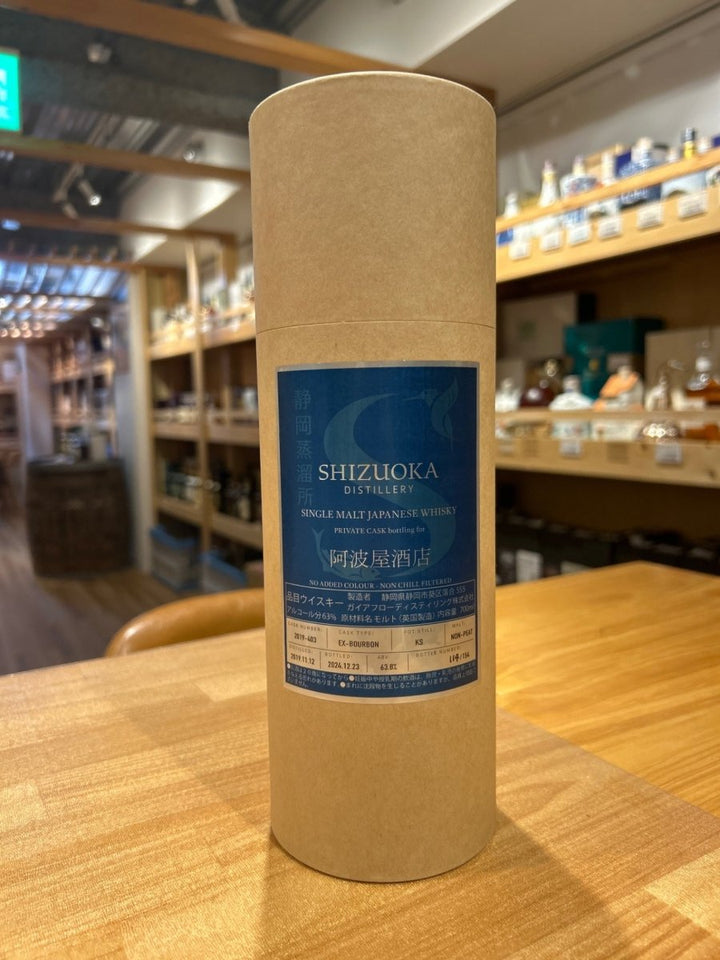 静岡蒸溜所
SHIZUOKA
DISTILLERY
SINGLE MALT JAPANESE WHISKY
PRIVATE CASK bottling for
阿波屋酒店
NO ADDED COLOUR - NON CHILL FILTERED
品目ウイスキー 製造者 静岡県静岡市葵区落合555
ガイアフローディスティリング株式会社
アルコール分63% 原材料名モルト(英国製造) 内容量700ml
CASK NUMBER: CASK TYPE: POT STILL: MALT:
2019-403 EX-BOURBON KS NON-PEAT
DISTILLED: BOTTLED: ABV: BOTTLE NUMBER:
2019.11.12 2024.12.23 63.8% /154